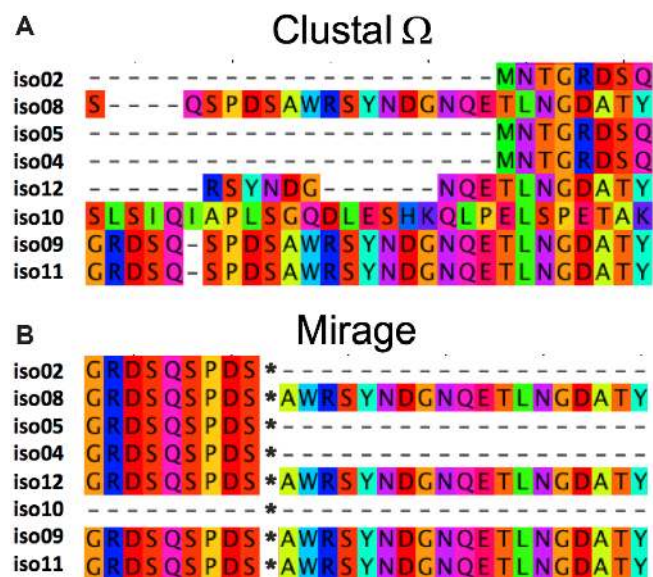 A Clustal Ω
iso02 ---------------------MNTGRDSQ
iso08 S----QSPDSAWRSYNDGNQETLNGDATY
iso05 ---------------------MNTGRDSQ
iso04 ---------------------MNTGRDSQ
iso12 ------RSYNDG------NQETLNGDATY
iso10 SLSIQIAPLSGQDLESHKQLPELSPETAK
iso09 GRDSQ-SPDSAWRSYNDGNQETLNGDATY
iso11 GRDSQ-SPDSAWRSYNDGNQETLNGDATY
B Mirage
iso02 GRDSQSPDS*-------------------
iso08 GRDSQSPDS*AWRSYNDGNQETLNGDATY
iso05 GRDSQSPDS*-------------------
iso04 GRDSQSPDS*-------------------
iso12 GRDSQSPDS*AWRSYNDGNQETLNGDATY
iso10 ---------*-------------------
iso09 GRDSQSPDS*AWRSYNDGNQETLNGDATY
iso11 GRDSQSPDS*AWRSYNDGNQETLNGDATY